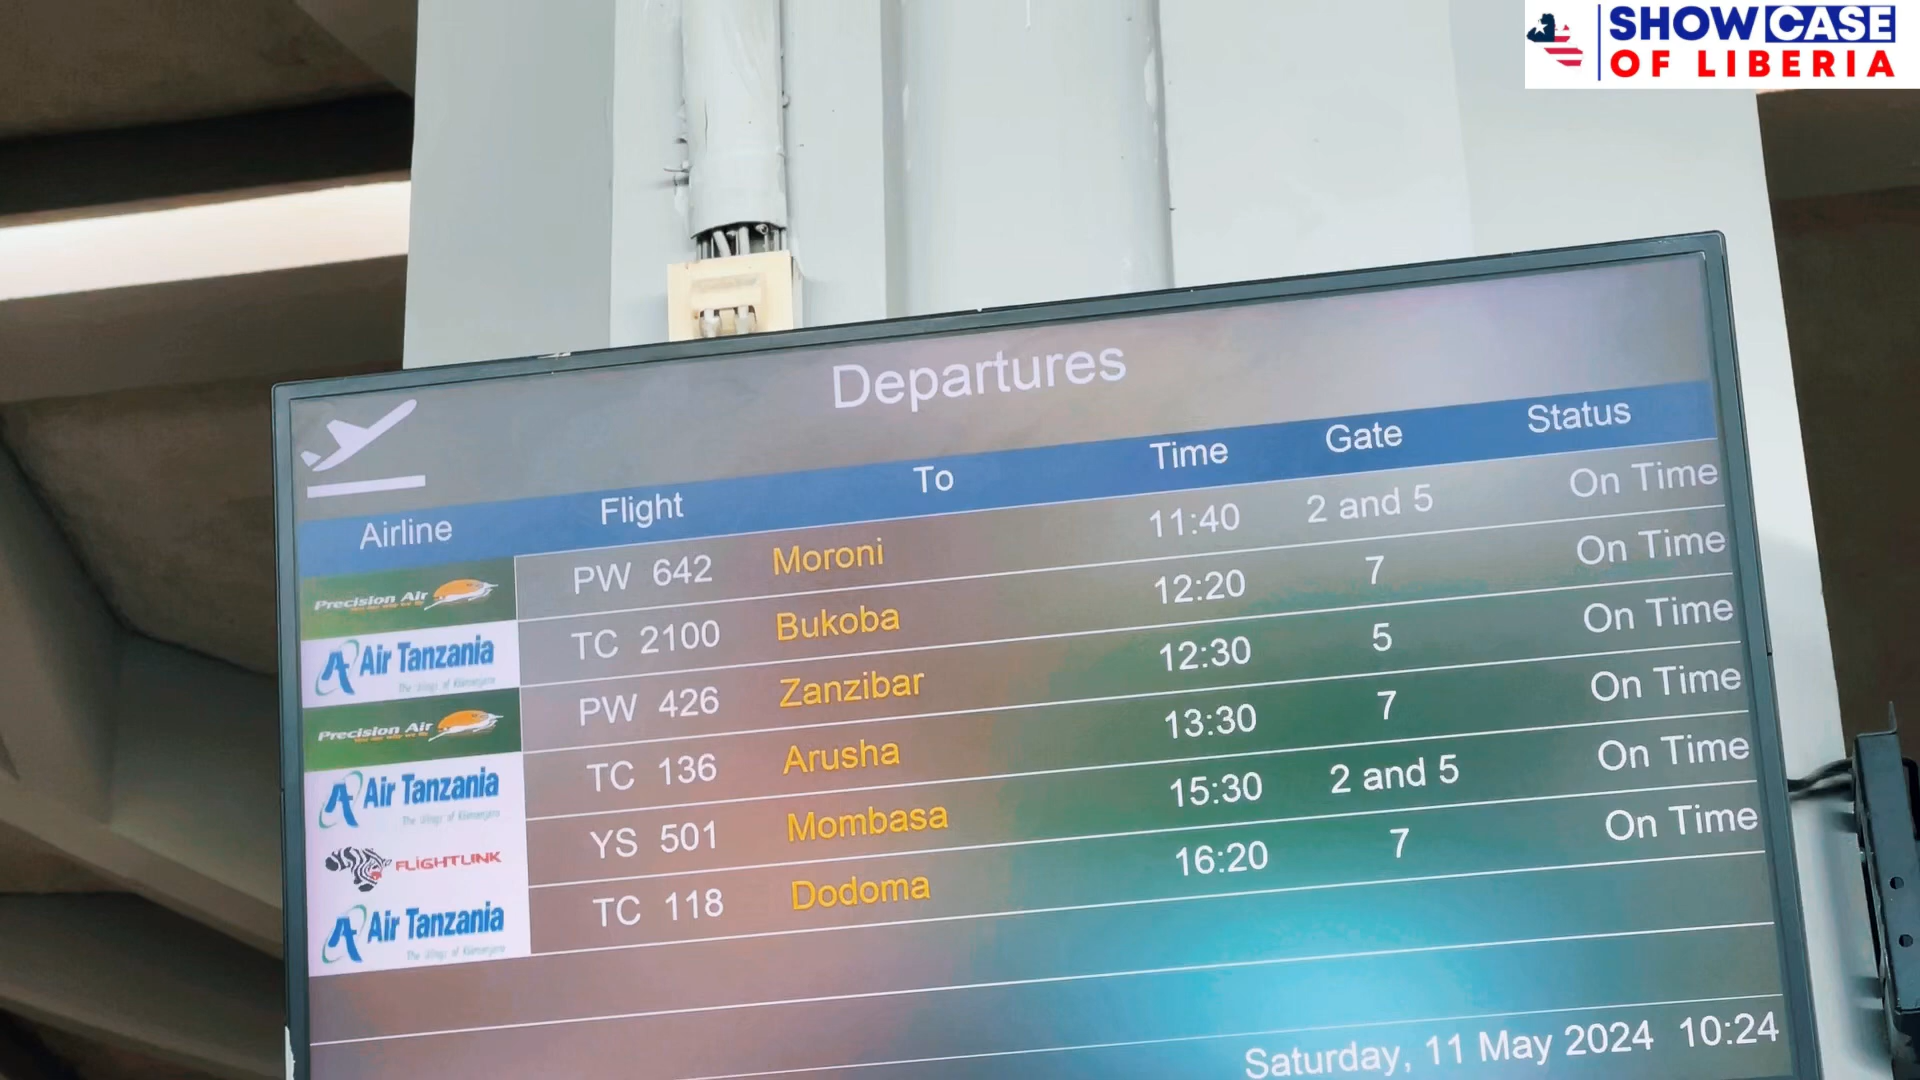 SHOWCASE
OF LIBERIA
Departures
Airline Flight To Time Gate Status
Precision Air PW 642 Moroni 11:40 2 and 5 On Time
Air Tanzania TC 2100 Bukoba 12:20 7 On Time
Precision Air PW 426 Zanzibar 12:30 5 On Time
Air Tanzania TC 136 Arusha 13:30 7 On Time
FLIGHTLINK YS 501 Mombasa 15:30 2 and 5 On Time
Air Tanzania TC 118 Dodoma 16:20 7 On Time
Saturday, 11 May 2024 10:24